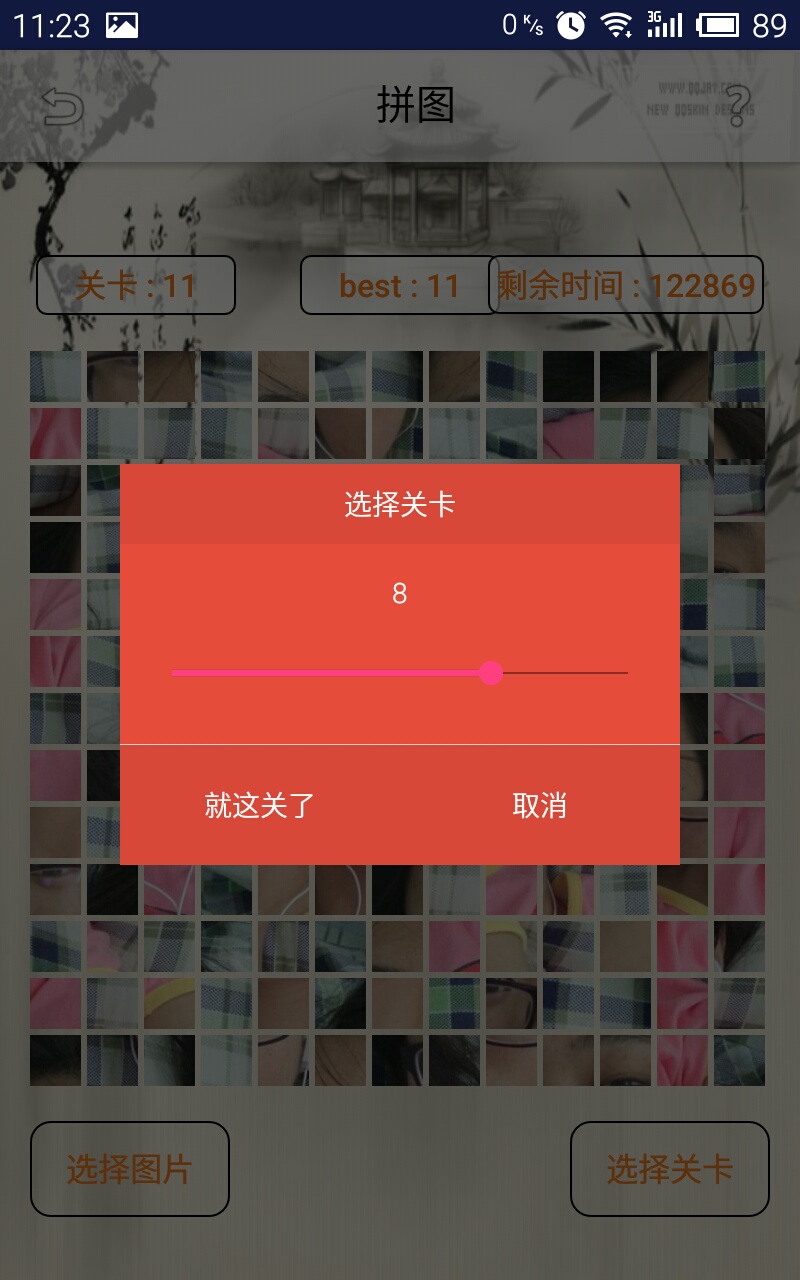 11:23
0 K/s
3G
89
拼图
WWW.QQJAY.COM
NEW QQSKIN DESIGNS
关卡 : 11
best : 11
剩余时间 : 122869
选择关卡
8
就这关了
取消
选择图片
选择关卡